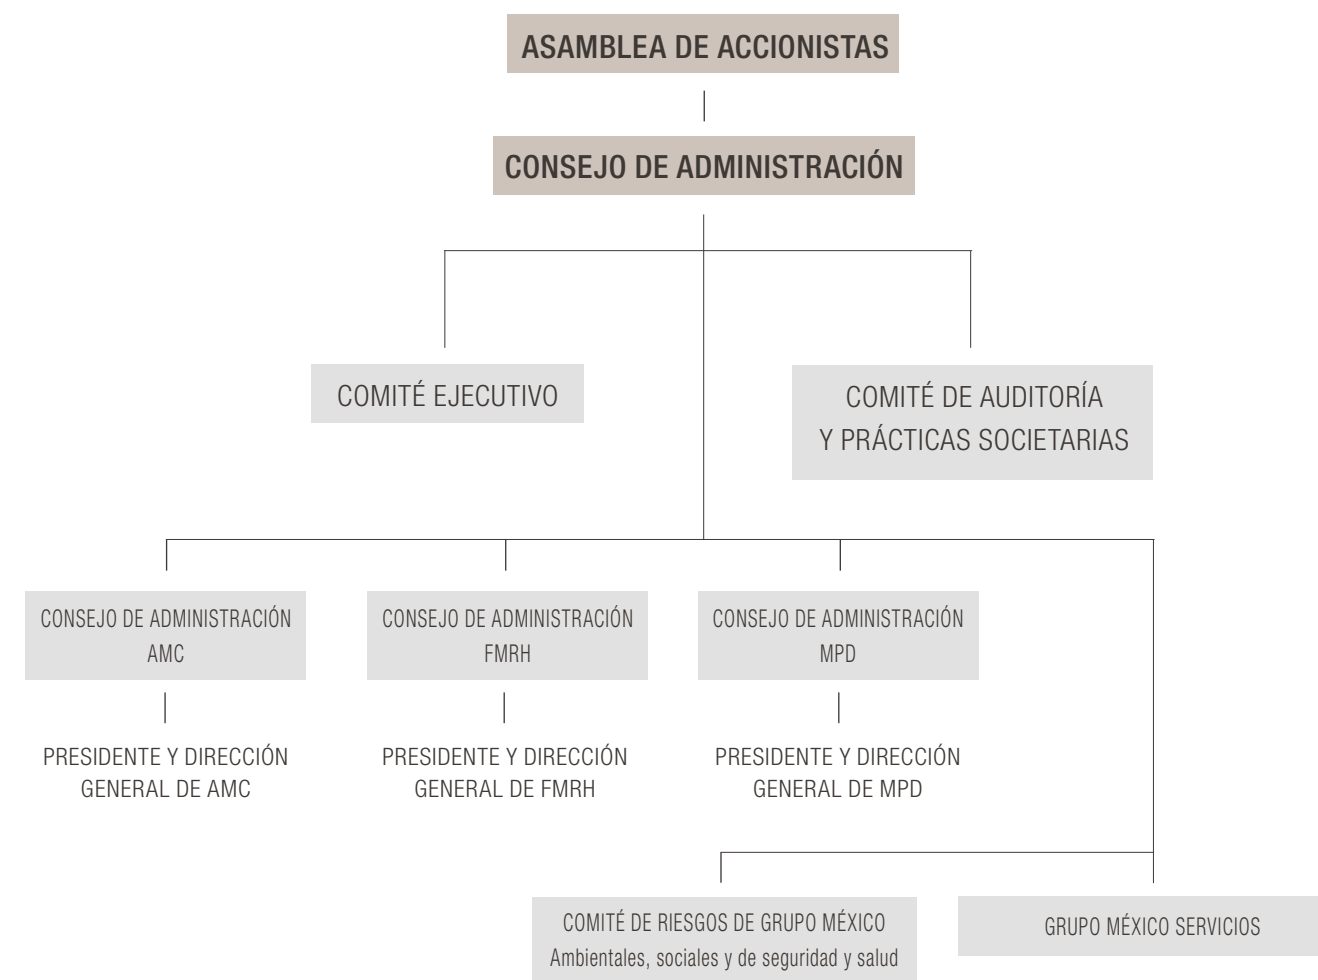 ASAMBLEA DE ACCIONISTAS
CONSEJO DE ADMINISTRACIÓN
COMITÉ EJECUTIVO
COMITÉ DE AUDITORÍA
Y PRÁCTICAS SOCIETARIAS
CONSEJO DE ADMINISTRACIÓN
AMC
CONSEJO DE ADMINISTRACIÓN
FMRH
CONSEJO DE ADMINISTRACIÓN
MPD
PRESIDENTE Y DIRECCIÓN
GENERAL DE AMC
PRESIDENTE Y DIRECCIÓN
GENERAL DE FMRH
PRESIDENTE Y DIRECCIÓN
GENERAL DE MPD
COMITÉ DE RIESGOS DE GRUPO MÉXICO
Ambientales, sociales y de seguridad y salud
GRUPO MÉXICO SERVICIOS